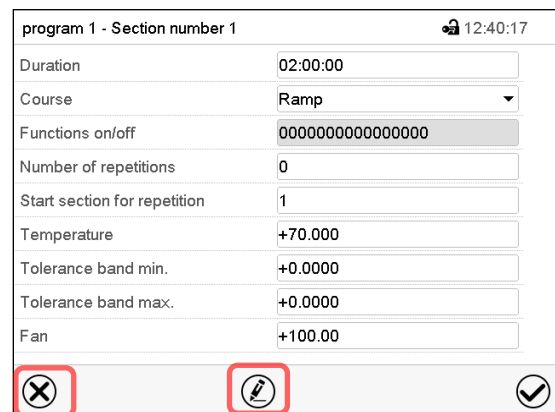 program 1 - Section number 1 12:40:17
Duration 02:00:00
Course Ramp
Functions on/off 0000000000000000
Number of repetitions 0
Start section for repetition 1
Temperature +70.000
Tolerance band min. +0.0000
Tolerance band max. +0.0000
Fan +100.00